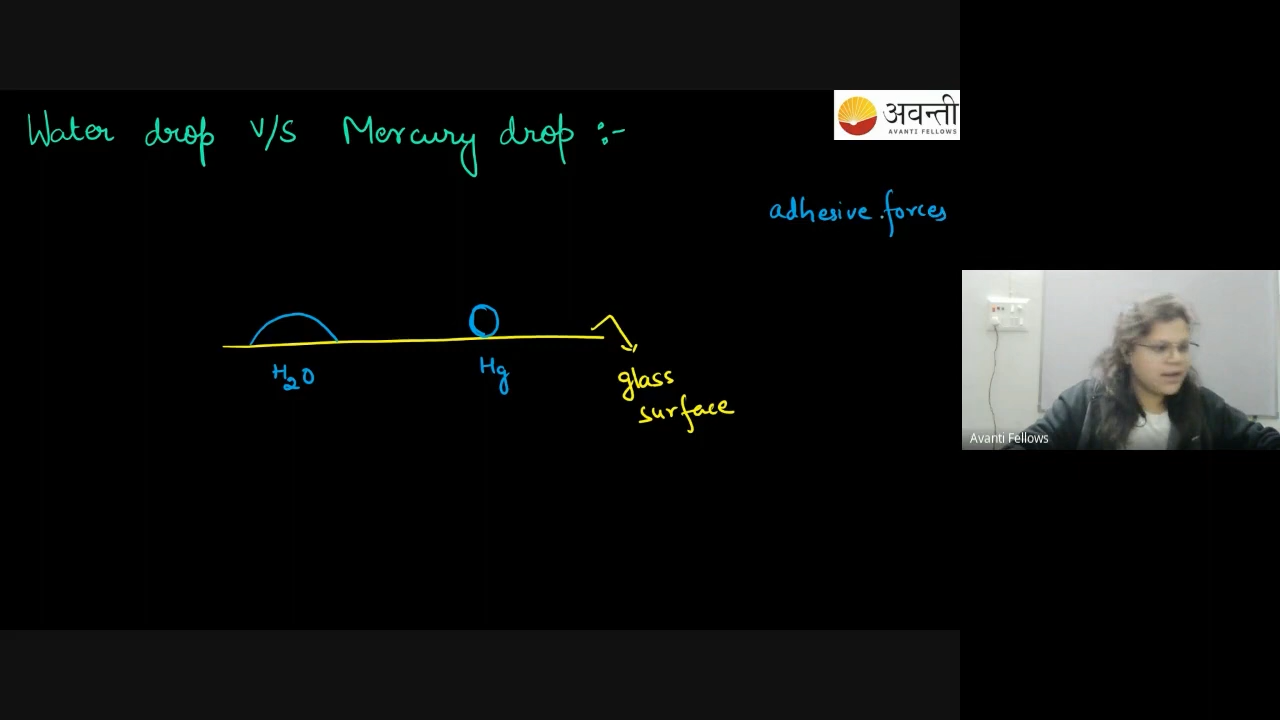 Water drop v/s Mercury drop :-
अवन्ती
AVANTI FELLOWS
adhesive forces
H2O
Hg
glass
surface
Avanti Fellows